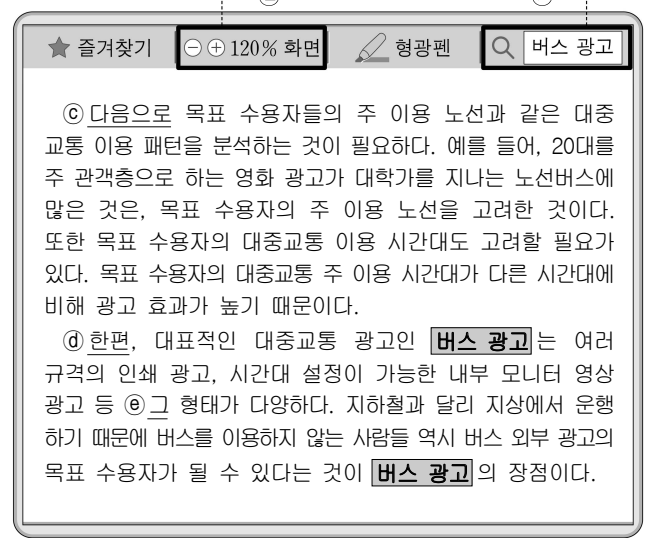 ★ 즐겨찾기 ⊖⊕ 120% 화면 형광펜 버스 광고
ⓒ 다음으로 목표 수용자들의 주 이용 노선과 같은 대중
교통 이용 패턴을 분석하는 것이 필요하다. 예를 들어, 20대를
주 관객층으로 하는 영화 광고가 대학가를 지나는 노선버스에
많은 것은, 목표 수용자의 주 이용 노선을 고려한 것이다.
또한 목표 수용자의 대중교통 이용 시간대도 고려할 필요가
있다. 목표 수용자의 대중교통 주 이용 시간대가 다른 시간대에
비해 광고 효과가 높기 때문이다.
ⓓ 한편, 대표적인 대중교통 광고인 버스 광고는 여러
규격의 인쇄 광고, 시간대 설정이 가능한 내부 모니터 영상
광고 등 ⓔ 그 형태가 다양하다. 지하철과 달리 지상에서 운행
하기 때문에 버스를 이용하지 않는 사람들 역시 버스 외부 광고의
목표 수용자가 될 수 있다는 것이 버스 광고의 장점이다.